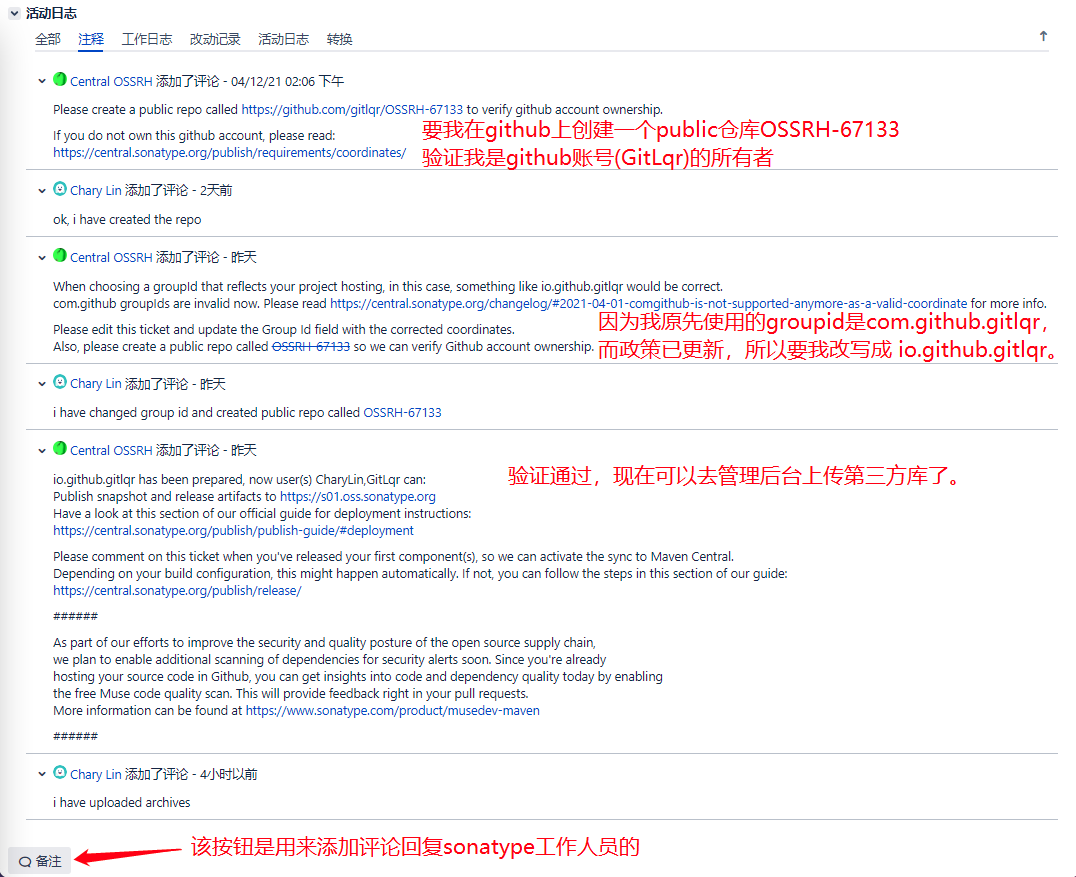 活动日志
全部 注释 工作日志 改动记录 活动日志 转换
Central OSSRH 添加了评论 - 04/12/21 02:06 下午
Please create a public repo called https://github.com/gitlqr/OSSRH-67133 to verify github account ownership.
If you do not own this github account, please read:
https://central.sonatype.org/publish/requirements/coordinates/
要我在github上创建一个public仓库OSSRH-67133
验证我是github账号(GitLqr)的所有者
Chary Lin 添加了评论 - 2天前
ok, i have created the repo
Central OSSRH 添加了评论 - 昨天
When choosing a groupId that reflects your project hosting, in this case, something like io.github.gitlqr would be correct.
com.github groupIds are invalid now. Please read https://central.sonatype.org/changelog/#2021-04-01-comgithub-is-not-supported-anymore-as-a-valid-coordinate for more info.
Please edit this ticket and update the Group Id field with the corrected coordinates.
Also, please create a public repo called OSSRH-67133 so we can verify Github account ownership.
因为我原先使用的groupid是com.github.gitlqr，
而政策已更新，所以要我改写成 io.github.gitlqr。
Chary Lin 添加了评论 - 昨天
i have changed group id and created public repo called OSSRH-67133
Central OSSRH 添加了评论 - 昨天
io.github.gitlqr has been prepared, now user(s) CharyLin,GitLqr can:
Publish snapshot and release artifacts to https://s01.oss.sonatype.org
Have a look at this section of our official guide for deployment instructions:
https://central.sonatype.org/publish/publish-guide/#deployment
验证通过，现在可以去管理后台上传第三方库了。
Please comment on this ticket when you've released your first component(s), so we can activate the sync to Maven Central.
Depending on your build configuration, this might happen automatically. If not, you can follow the steps in this section of our guide:
https://central.sonatype.org/publish/release/
######
As part of our efforts to improve the security and quality posture of the open source supply chain,
we plan to enable additional scanning of dependencies for security alerts soon. Since you're already
hosting your source code in Github, you can get insights into code and dependency quality today by enabling
the free Muse code quality scan. This will provide feedback right in your pull requests.
More information can be found at https://www.sonatype.com/product/musedev-maven
######
Chary Lin 添加了评论 - 4小时以前
i have uploaded archives
该按钮是用来添加评论回复sonatype工作人员的
备注